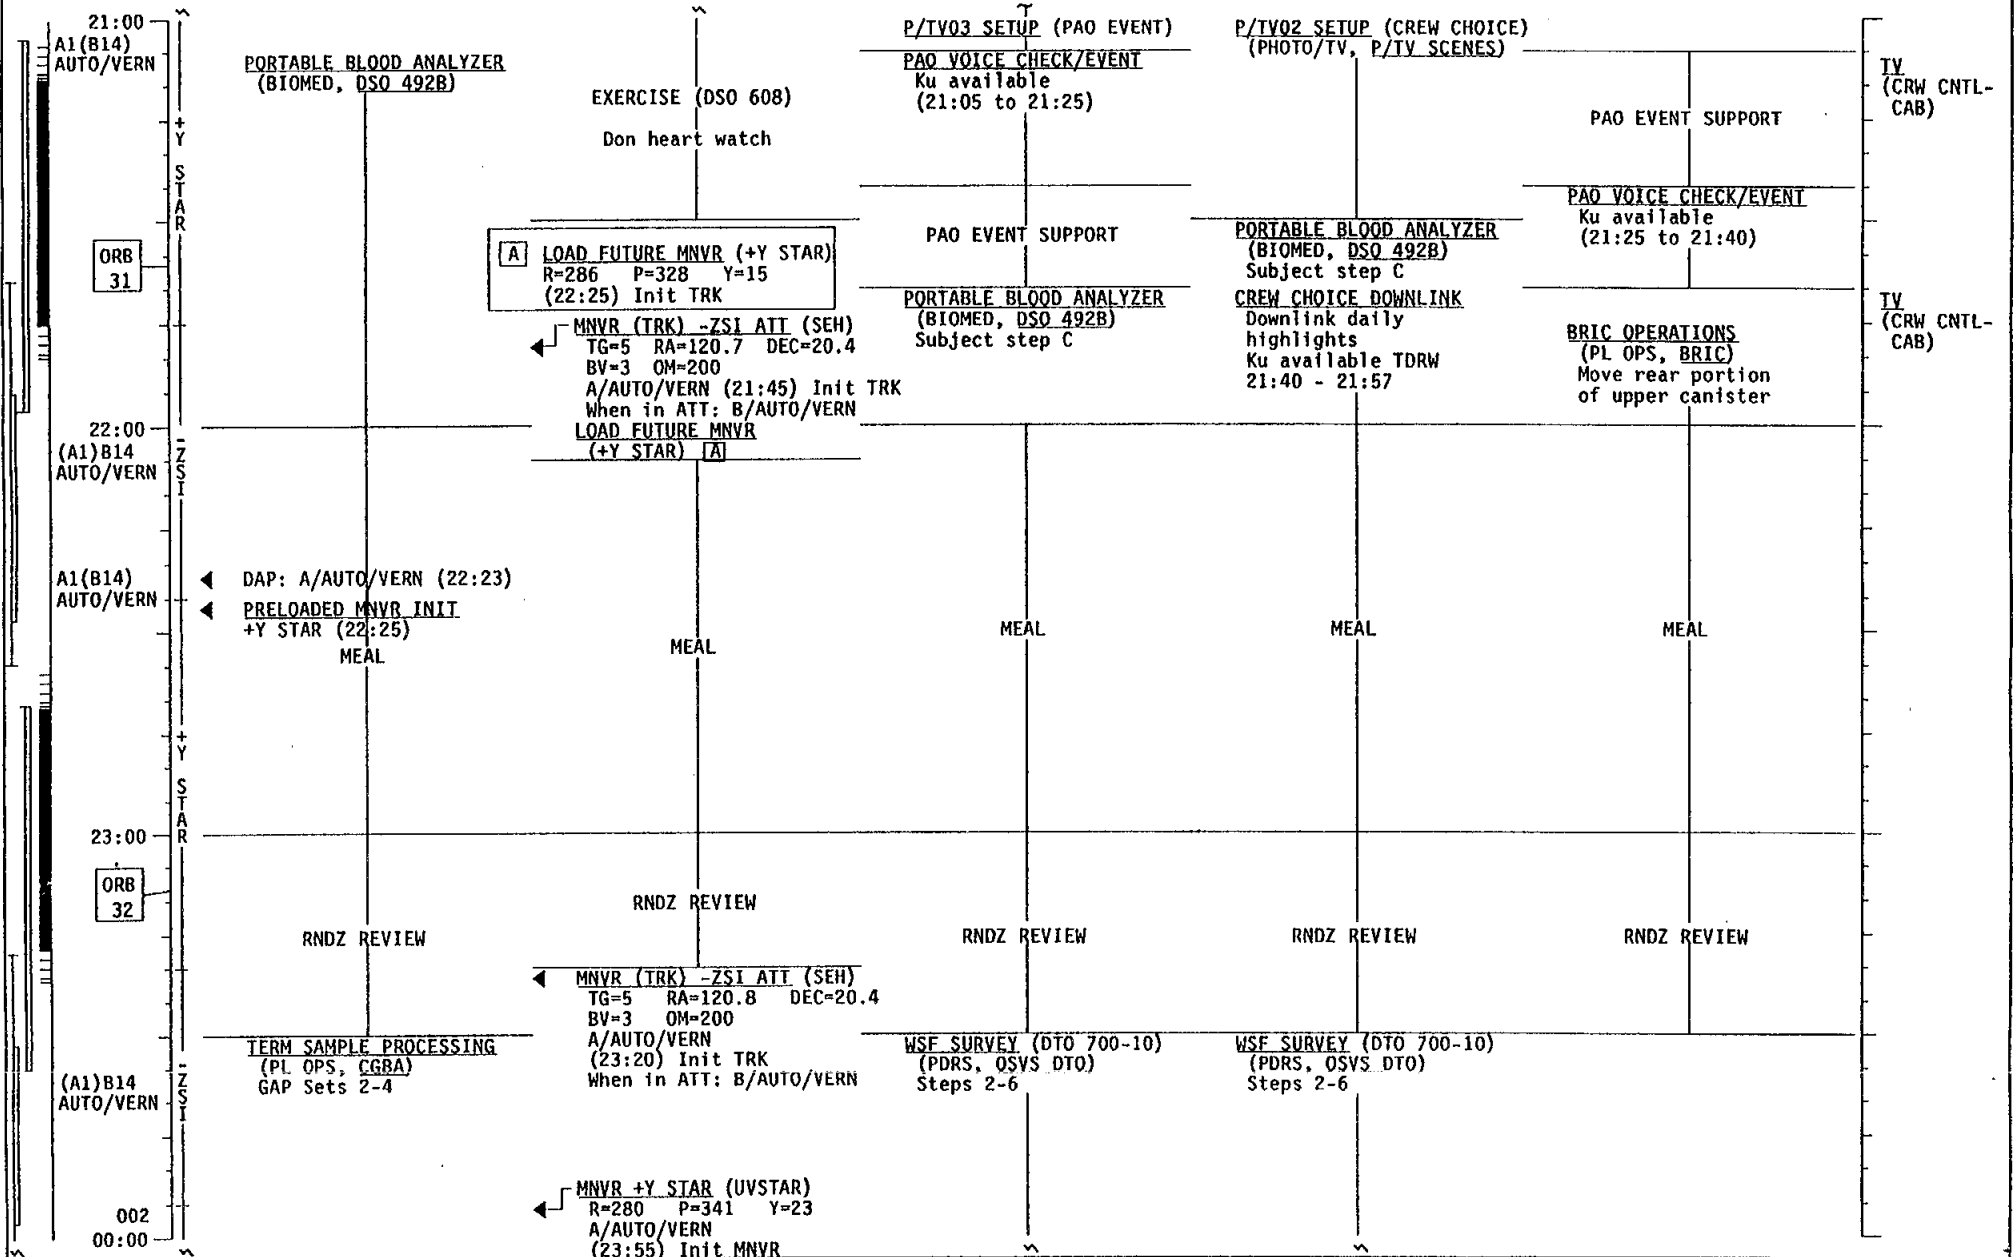 21:00
A1(B14)
AUTO/VERN
+Y STAR
ORB
31
22:00
(A1)B14
AUTO/VERN
-ZSI
A1(B14)
AUTO/VERN
+Y STAR
23:00
ORB
32
(A1)B14
AUTO/VERN
-ZSI
002
00:00
PORTABLE BLOOD ANALYZER
(BIOMED, DSO 492B)
DAP: A/AUTO/VERN (22:23)
PRELOADED MNVR INIT
+Y STAR (22:25)
MEAL
RNDZ REVIEW
TERM SAMPLE PROCESSING
(PL OPS, CGBA)
GAP Sets 2-4
EXERCISE (DSO 608)
Don heart watch
A LOAD FUTURE MNVR (+Y STAR)
R=286 P=328 Y=15
(22:25) Init TRK
MNVR (TRK) -ZSI ATT (SEH)
TG=5 RA=120.7 DEC=20.4
BV=3 OM=200
A/AUTO/VERN (21:45) Init TRK
When in ATT: B/AUTO/VERN
LOAD FUTURE MNVR
(+Y STAR) A
MEAL
RNDZ REVIEW
MNVR (TRK) -ZSI ATT (SEH)
TG=5 RA=120.8 DEC=20.4
BV=3 OM=200
A/AUTO/VERN
(23:20) Init TRK
When in ATT: B/AUTO/VERN
MNVR +Y STAR (UVSTAR)
R=280 P=341 Y=23
A/AUTO/VERN
(23:55) Init MNVR
P/TV03 SETUP (PAO EVENT)
PAO VOICE CHECK/EVENT
Ku available
(21:05 to 21:25)
PAO EVENT SUPPORT
PORTABLE BLOOD ANALYZER
(BIOMED, DSO 492B)
Subject step C
MEAL
RNDZ REVIEW
WSF SURVEY (DTO 700-10)
(PDRS, OSVS DTO)
Steps 2-6
P/TV02 SETUP (CREW CHOICE)
(PHOTO/TV, P/TV SCENES)
PORTABLE BLOOD ANALYZER
(BIOMED, DSO 492B)
Subject step C
CREW CHOICE DOWNLINK
Downlink daily
highlights
Ku available TDRW
21:40 - 21:57
MEAL
RNDZ REVIEW
WSF SURVEY (DTO 700-10)
(PDRS, OSVS DTO)
Steps 2-6
PAO EVENT SUPPORT
PAO VOICE CHECK/EVENT
Ku available
(21:25 to 21:40)
BRIC OPERATIONS
(PL OPS, BRIC)
Move rear portion
of upper canister
MEAL
RNDZ REVIEW
TV
(CRW CNTL-
CAB)
TV
(CRW CNTL-
CAB)